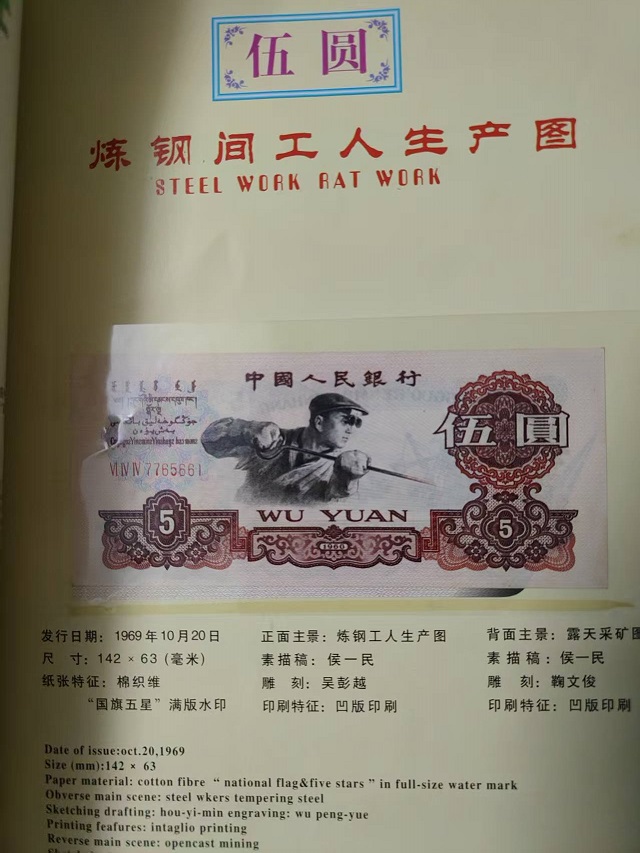 伍圆
炼钢间工人生产图
STEEL WORK RAT WORK
中國人民銀行
伍圓
VI IV IV 7765661
5
WU YUAN
1960
5
发行日期：1969年10月20日
尺 寸：142 × 63 (毫米)
纸张特征：棉织维
“国旗五星”满版水印
正面主景：炼钢工人生产图
素描稿：侯一民
雕 刻：吴彭越
印刷特征：凹版印刷
背面主景：露天采矿图
素描稿：侯一民
雕 刻：鞠文俊
印刷特征：凹版印刷
Date of issue:oct.20,1969
Size (mm):142 × 63
Paper material: cotton fibre “ national flag&five stars ” in full-size water mark
Obverse main scene: steel wkers tempering steel
Sketching drafting: hou-yi-min engraving: wu peng-yue
Printing feafures: intaglio printing
Reverse main scene: opencast mining